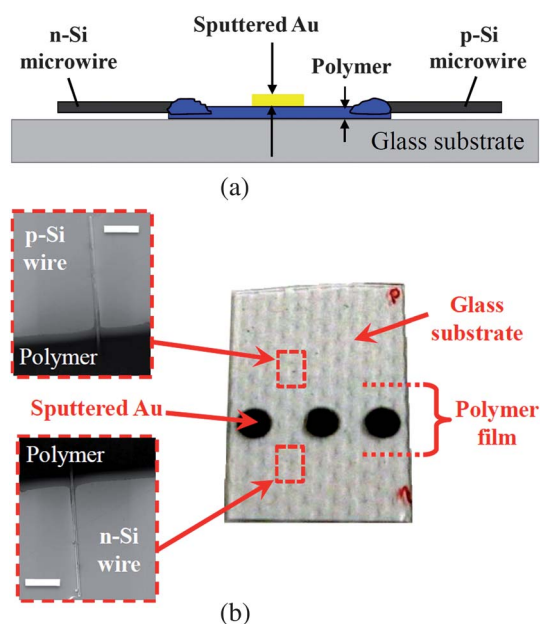 Sputtered Au
n-Si
microwire
Polymer
p-Si
microwire
Glass substrate
(a)
p-Si
wire
Polymer
Glass
substrate
Sputtered Au
Polymer
film
Polymer
n-Si
wire
P
n
(b)